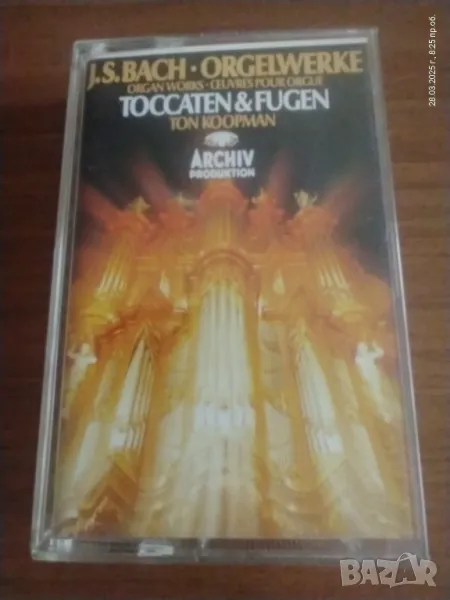 J.S.BACH · ORGELWERKE
ORGAN WORKS · ŒUVRES POUR ORGUE
TOCCATEN & FUGEN
TON KOOPMAN
ARCHIV
PRODUKTION
28.03.2025 г., 8:25 пр.об.
BAZAR